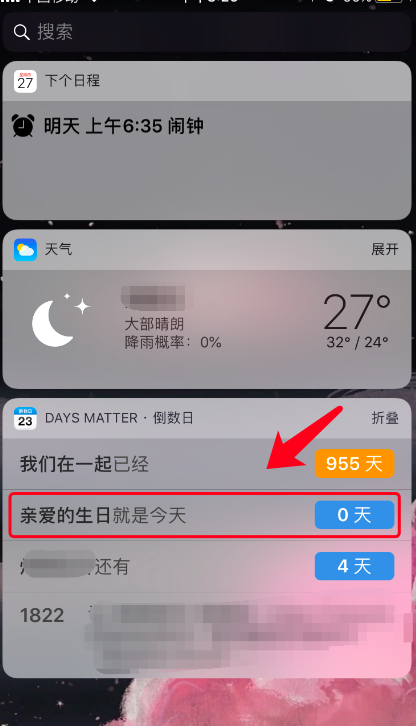 搜索
27
下个日程
明天 上午6:35 闹钟
天气
展开
27°
大部晴朗
降雨概率：0%
32° / 24°
23
DAYS MATTER · 倒数日
折叠
我们在一起已经
955 天
亲爱的生日就是今天
0 天
还有
4 天
1822